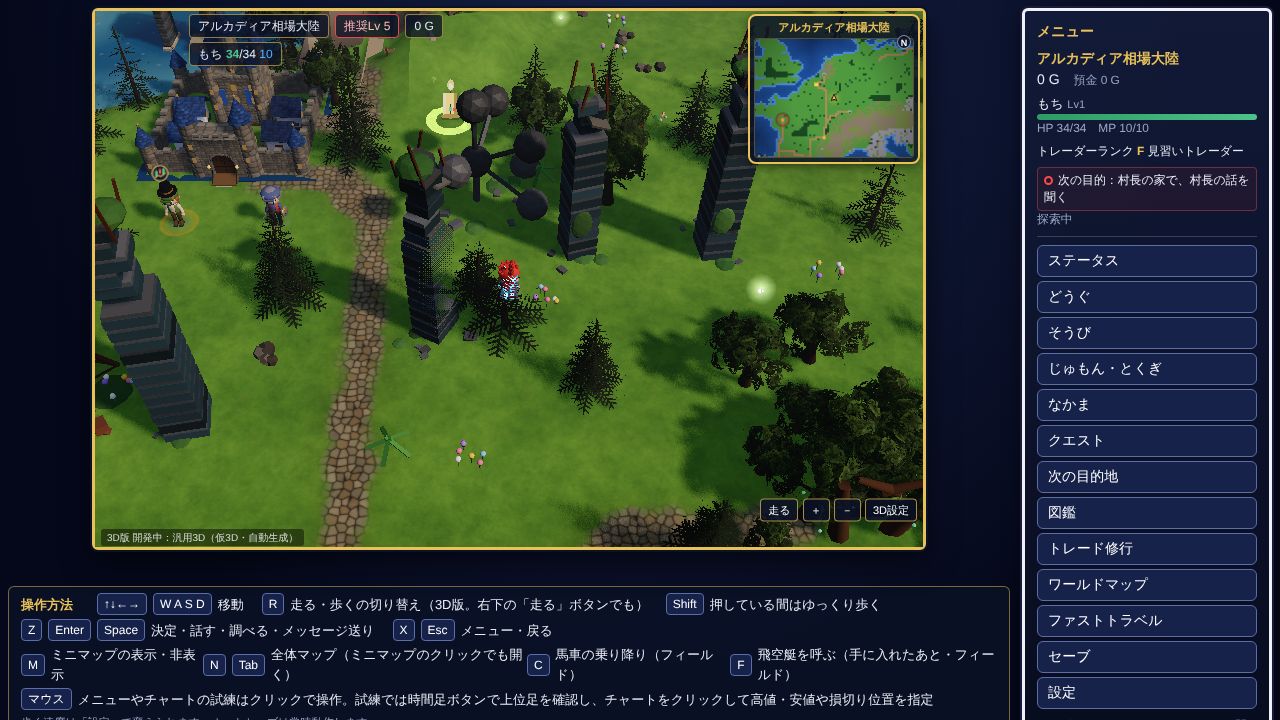 アルカディア相場大陸
推奨Lv 5
0 G
もち 34/34 10
アルカディア相場大陸
N
走る
+
−
3D設定
3D版 開発中：汎用3D（仮3D・自動生成）
メニュー
アルカディア相場大陸
0 G 預金 0 G
もち Lv1
HP 34/34 MP 10/10
トレーダーランク F 見習いトレーダー
次の目的：村長の家で、村長の話を
聞く
探索中
ステータス
どうぐ
そうび
じゅもん・とくぎ
なかま
クエスト
次の目的地
図鑑
トレード修行
ワールドマップ
ファストトラベル
セーブ
設定
操作方法 ↑↓←→ W A S D 移動 R 走る・歩くの切り替え（3D版。右下の「走る」ボタンでも） Shift 押している間はゆっくり歩く
Z Enter Space 決定・話す・調べる・メッセージ送り X Esc メニュー・戻る
M ミニマップの表示・非表示 N Tab 全体マップ（ミニマップのクリックでも開く） C 馬車の乗り降り（フィールド） F 飛空艇を呼ぶ（手に入れたあと・フィールド）
マウス メニューやチャートの試練はクリックで操作。試練では時間足ボタンで上位足を確認し、チャートをクリックして高値・安値や損切り位置を指定